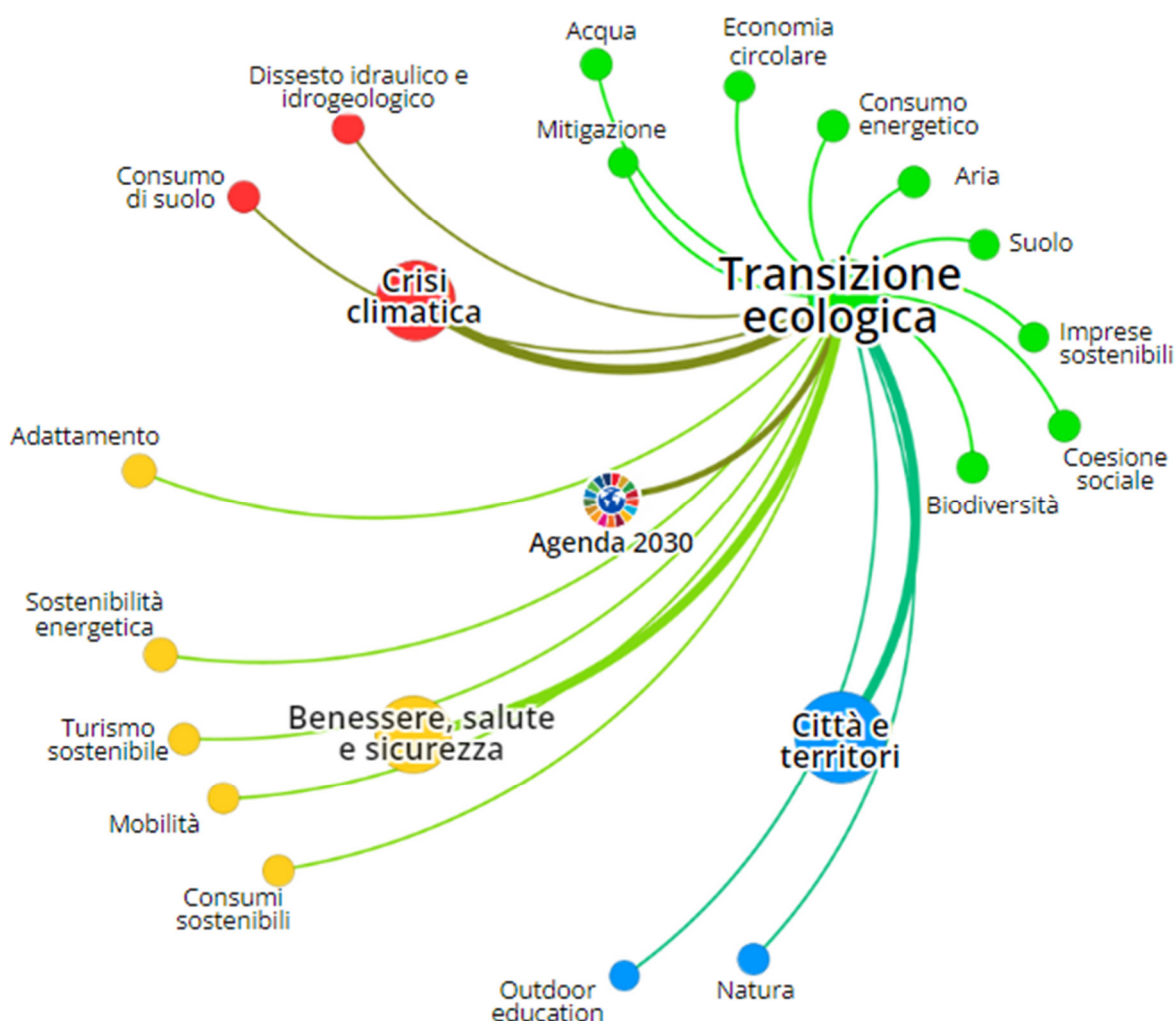 Acqua
Economia
circolare
Dissesto idraulico e
idrogeologico
Consumo
energetico
Mitigazione
Consumo
di suolo
Aria
Suolo
Crisi
climatica
Transizione
ecologica
Imprese
sostenibili
Adattamento
Coesione
sociale
Biodiversità
Agenda 2030
Sostenibilità
energetica
Turismo
sostenibile
Benessere, salute
e sicurezza
Città e
territori
Mobilità
Consumi
sostenibili
Outdoor
education
Natura